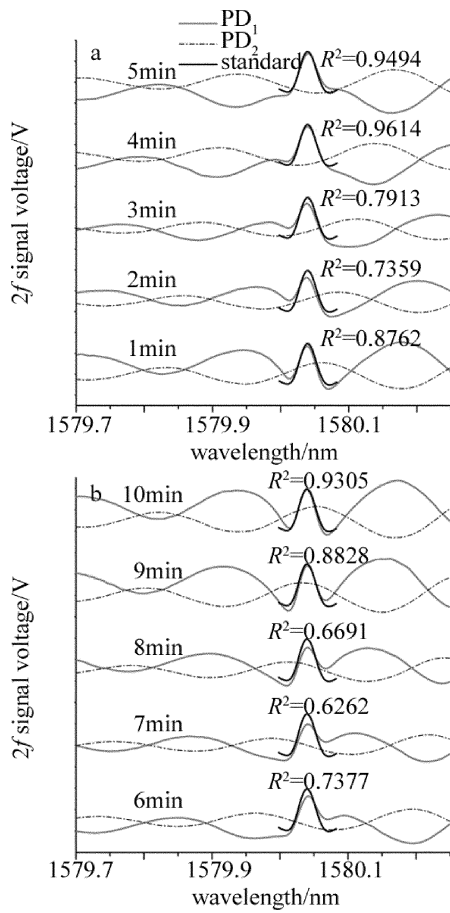 PD₁
PD₂
standard
a
5min R²=0.9494
4min R²=0.9614
3min R²=0.7913
2min R²=0.7359
1min R²=0.8762
2f signal voltage/V
1579.7 1579.9 1580.1
wavelength/nm
b
10min R²=0.9305
9min R²=0.8828
8min R²=0.6691
7min R²=0.6262
6min R²=0.7377
2f signal voltage/V
1579.7 1579.9 1580.1
wavelength/nm